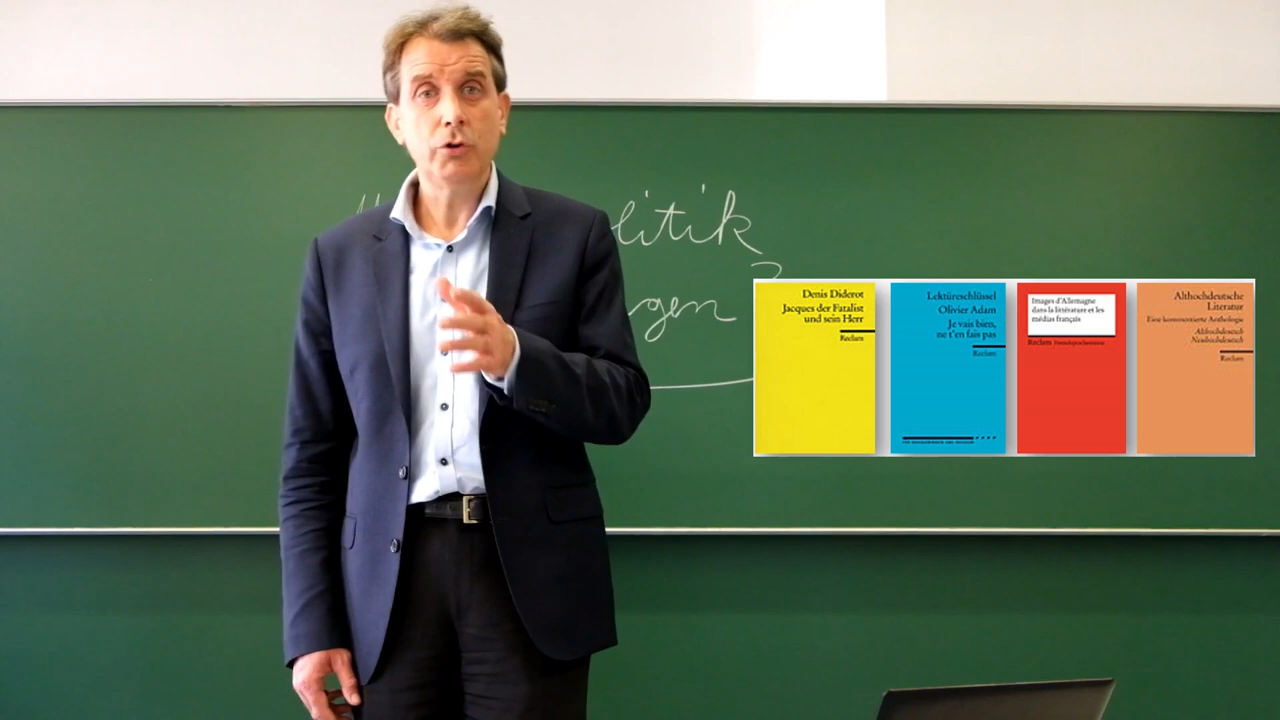 litik
?
gen
Denis Diderot
Jacques der Fatalist
und sein Herr
Reclam
Lektüreschlüssel
Olivier Adam
Je vais bien,
ne t'en fais pas
Reclam
Images d'Allemagne
dans la littérature et les
médias français
Reclam Fremdsprachentexte
Althochdeutsche
Literatur
Eine kommentierte Anthologie
Althochdeutsch
Neuhochdeutsch
Reclam